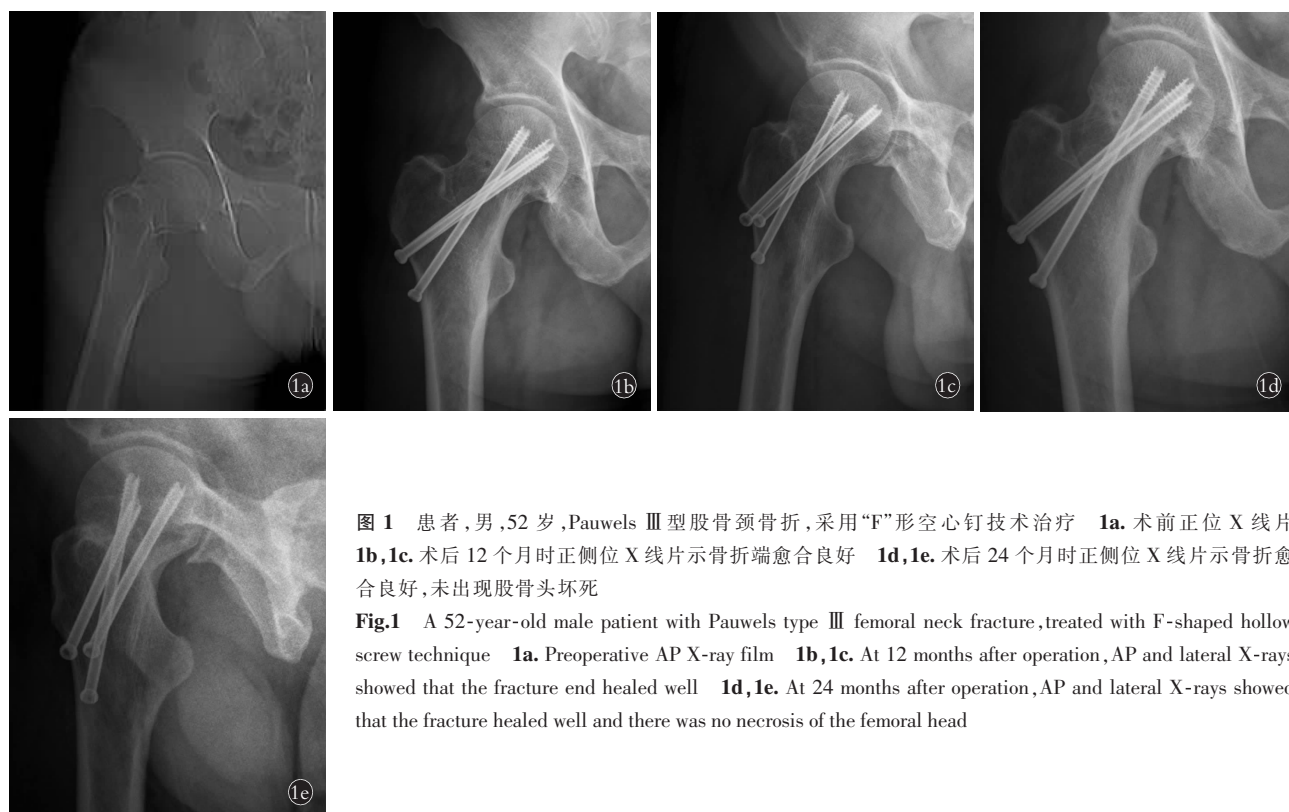 1a
1b
1c
1d
1e
图 1 患者,男,52 岁,Pauwels Ⅲ型股骨颈骨折,采用“F”形空心钉技术治疗 1a. 术前正位 X 线片
1b,1c. 术后 12 个月时正侧位 X 线片示骨折端愈合良好 1d,1e. 术后 24 个月时正侧位 X 线片示骨折愈
合良好,未出现股骨头坏死
Fig.1 A 52-year-old male patient with Pauwels type Ⅲ femoral neck fracture,treated with F-shaped hollow
screw technique 1a. Preoperative AP X-ray film 1b,1c. At 12 months after operation,AP and lateral X-rays
showed that the fracture end healed well 1d,1e. At 24 months after operation,AP and lateral X-rays showed
that the fracture healed well and there was no necrosis of the femoral head